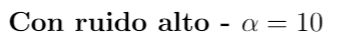 Con ruido alto - α = 10